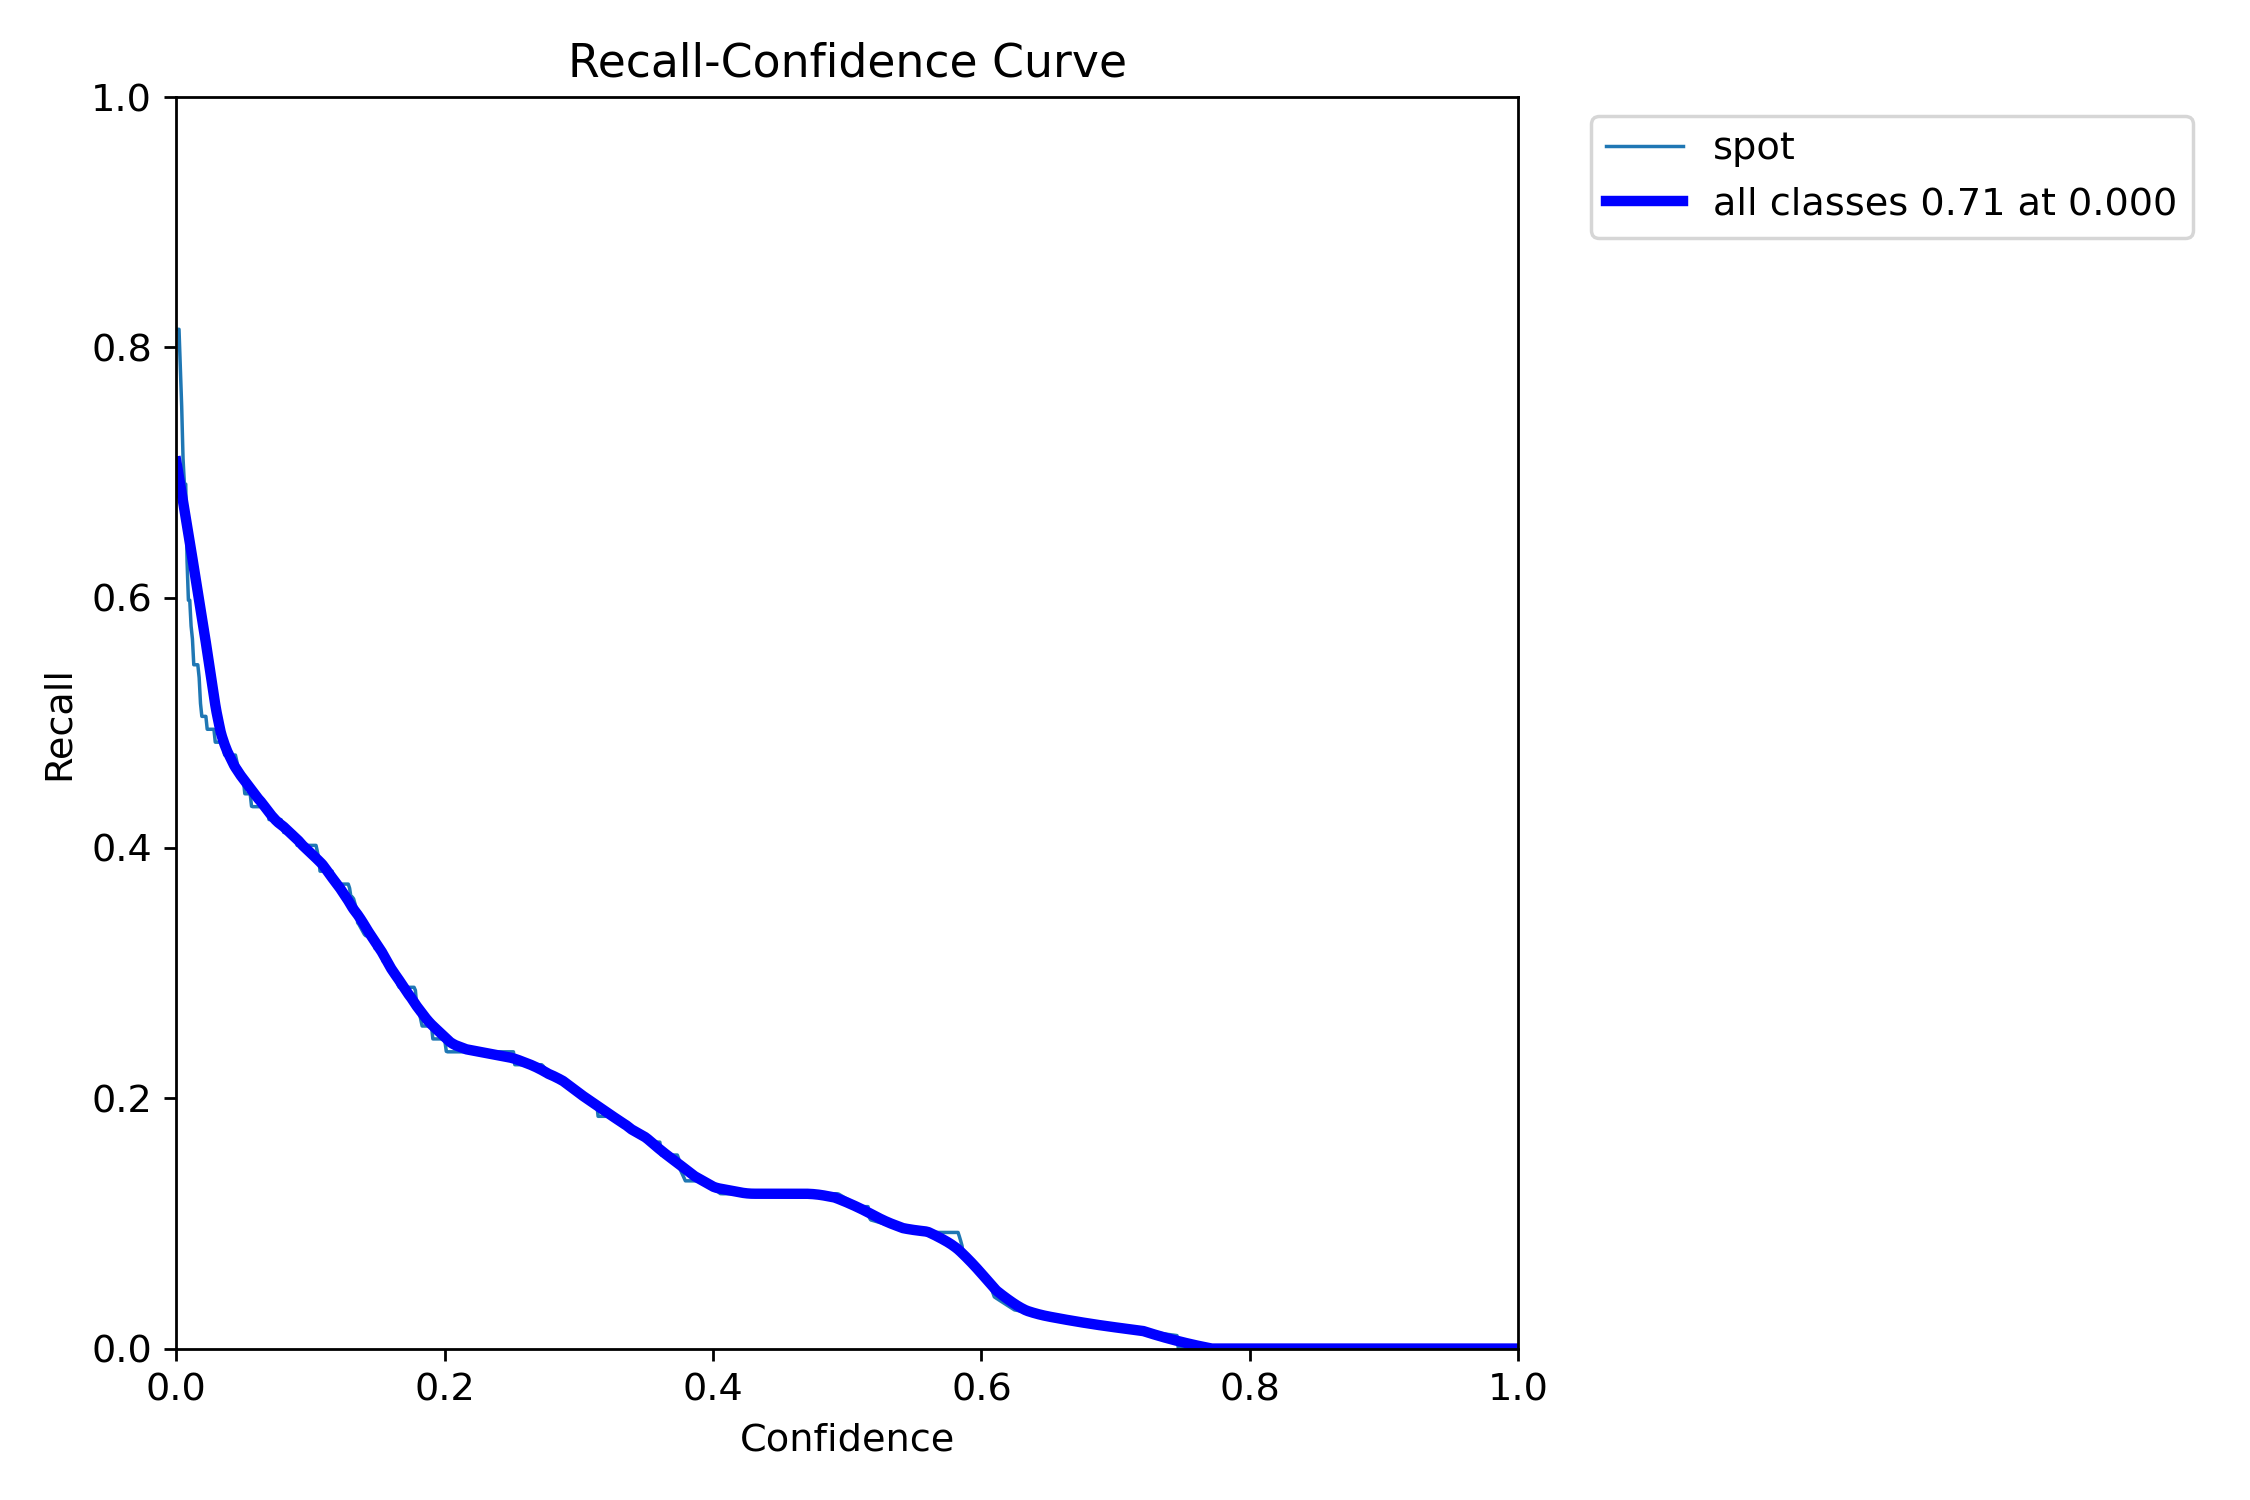 Recall-Confidence Curve
spot
all classes 0.71 at 0.000
1.0
0.8
0.6
0.4
0.2
0.0
Recall
0.0 0.2 0.4 0.6 0.8 1.0
Confidence